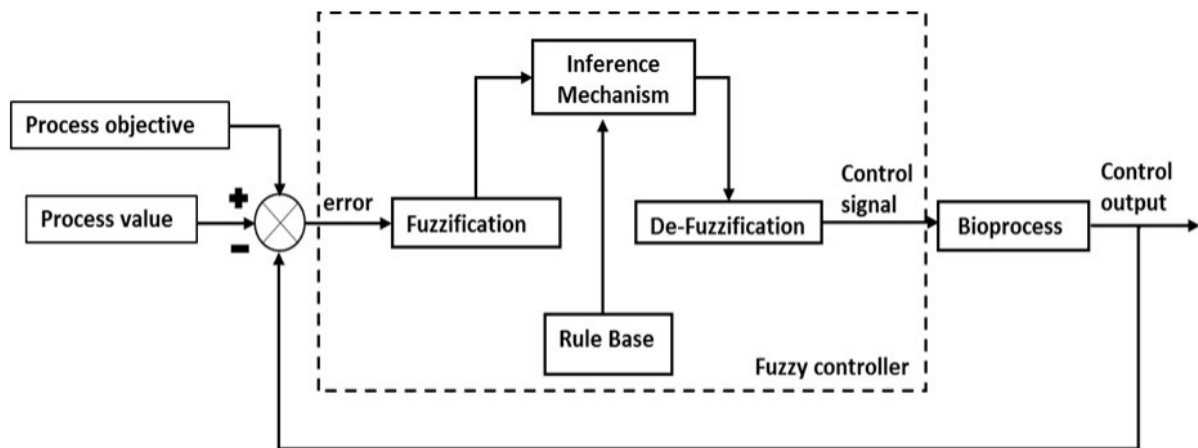 Process objective
Process value
+
−
error
Fuzzification
Inference
Mechanism
Rule Base
De-Fuzzification
Fuzzy controller
Control
signal
Bioprocess
Control
output